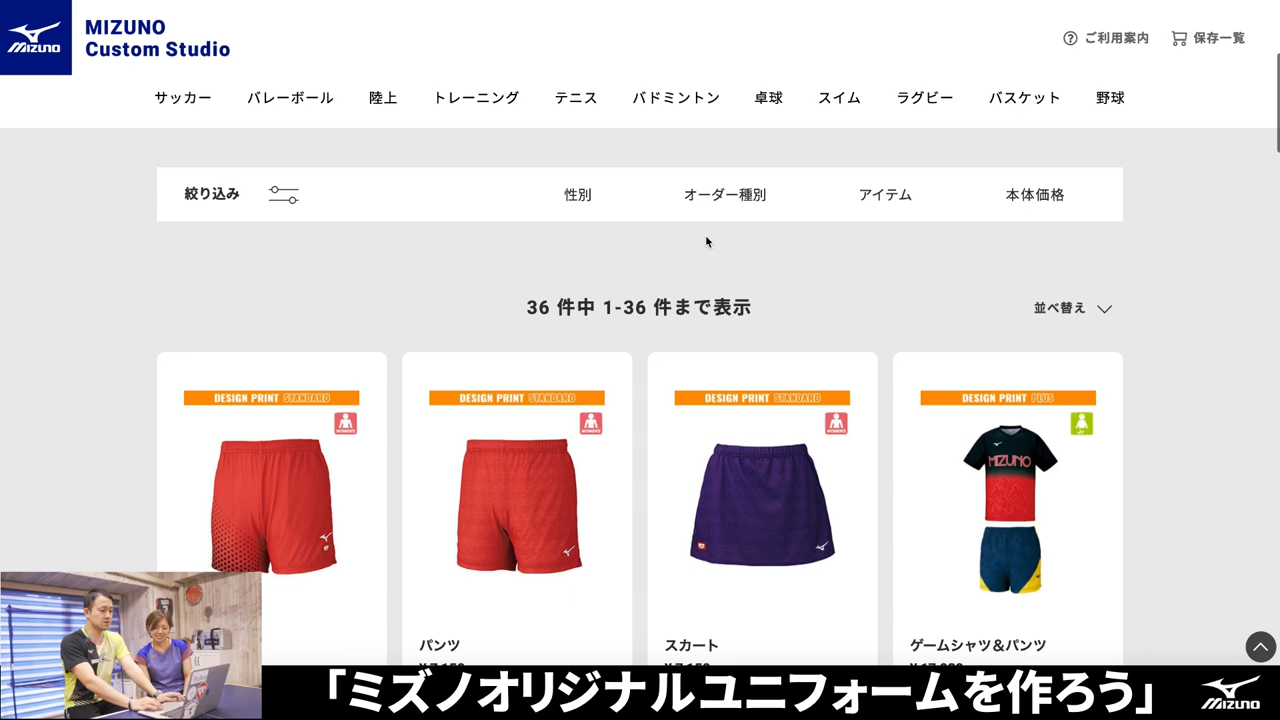 MIZUNO
MIZUNO
Custom Studio
ご利用案内
保存一覧
サッカー
バレーボール
陸上
トレーニング
テニス
バドミントン
卓球
スイム
ラグビー
バスケット
野球
絞り込み
性別
オーダー種別
アイテム
本体価格
36 件中 1-36 件まで表示
並べ替え
DESIGN PRINT STANDARD
WOMEN'S
DESIGN PRINT STANDARD
WOMEN'S
DESIGN PRINT STANDARD
WOMEN'S
DESIGN PRINT PLUS
MIZUNO
パンツ
スカート
ゲームシャツ&パンツ
「ミズノオリジナルユニフォームを作ろう」
MIZUNO